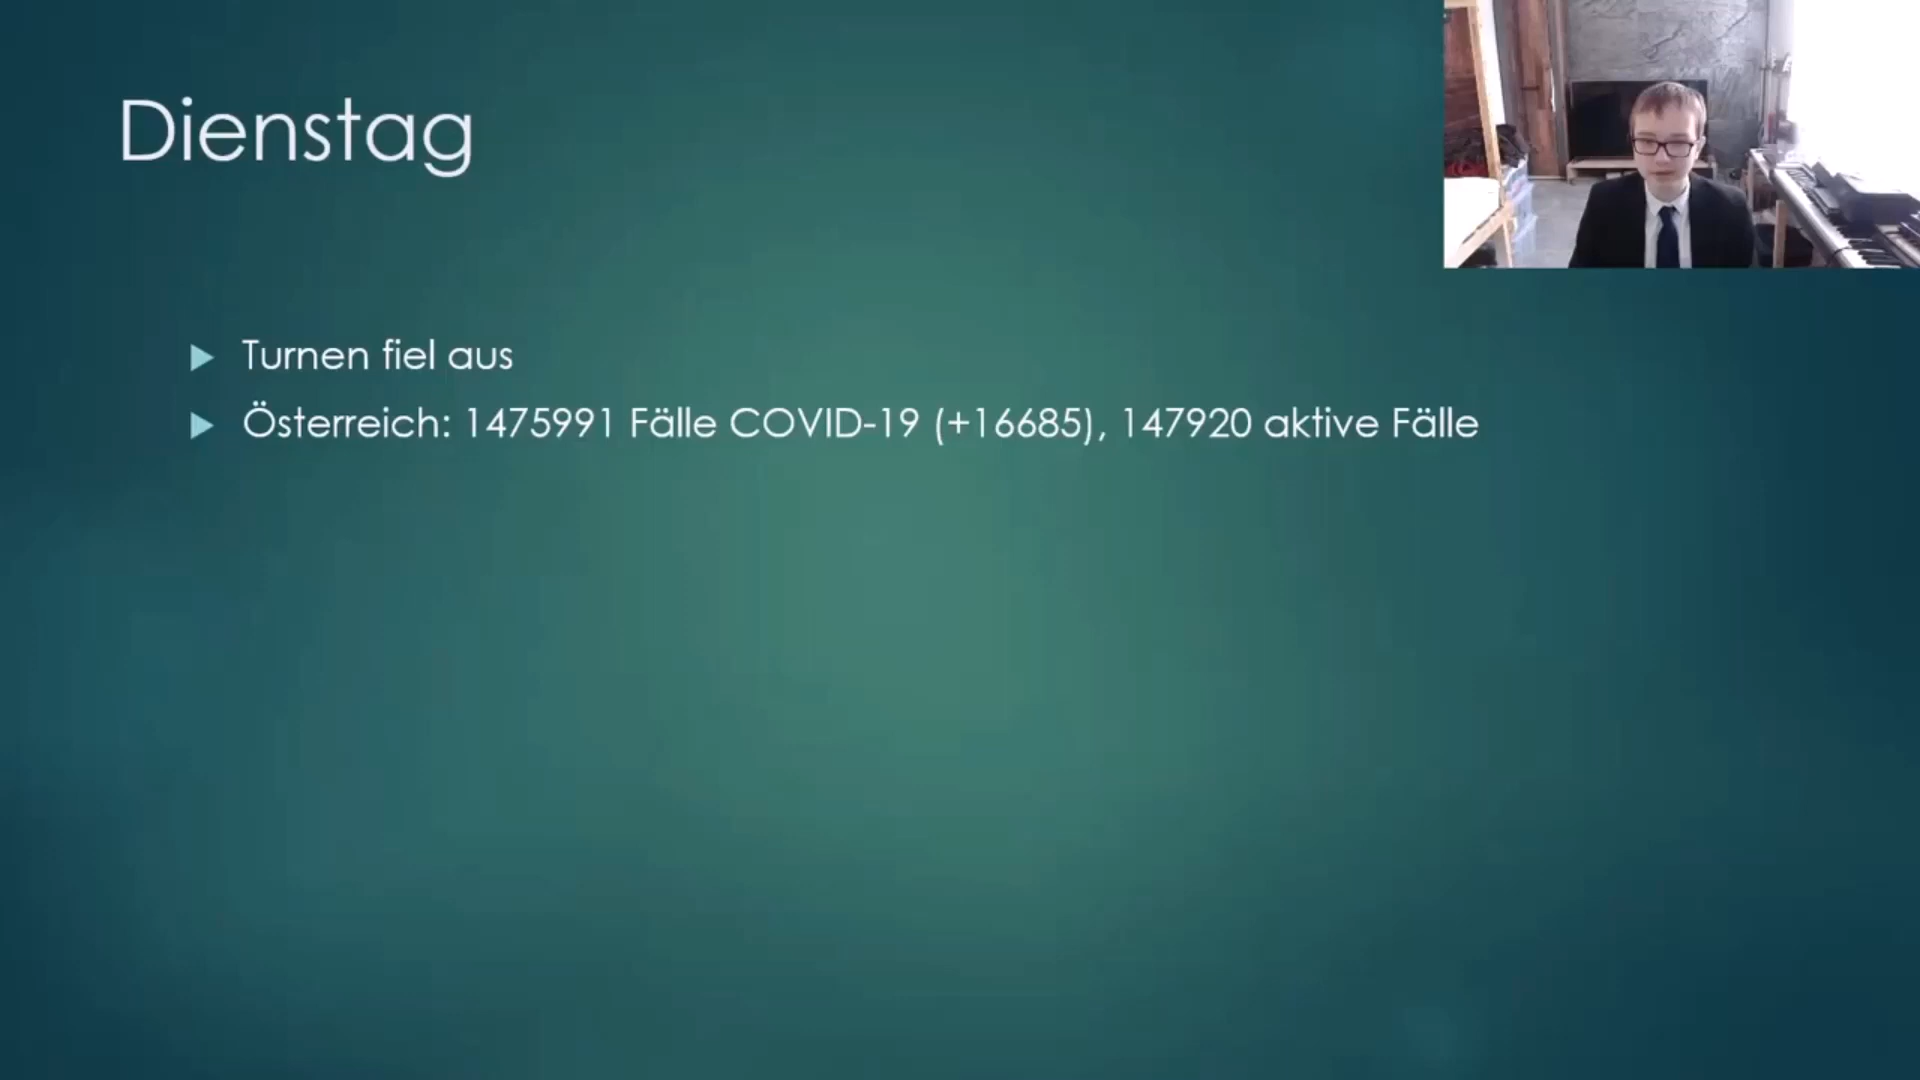 Dienstag
Turnen fiel aus
Österreich: 1475991 Fälle COVID-19 (+16685), 147920 aktive Fälle